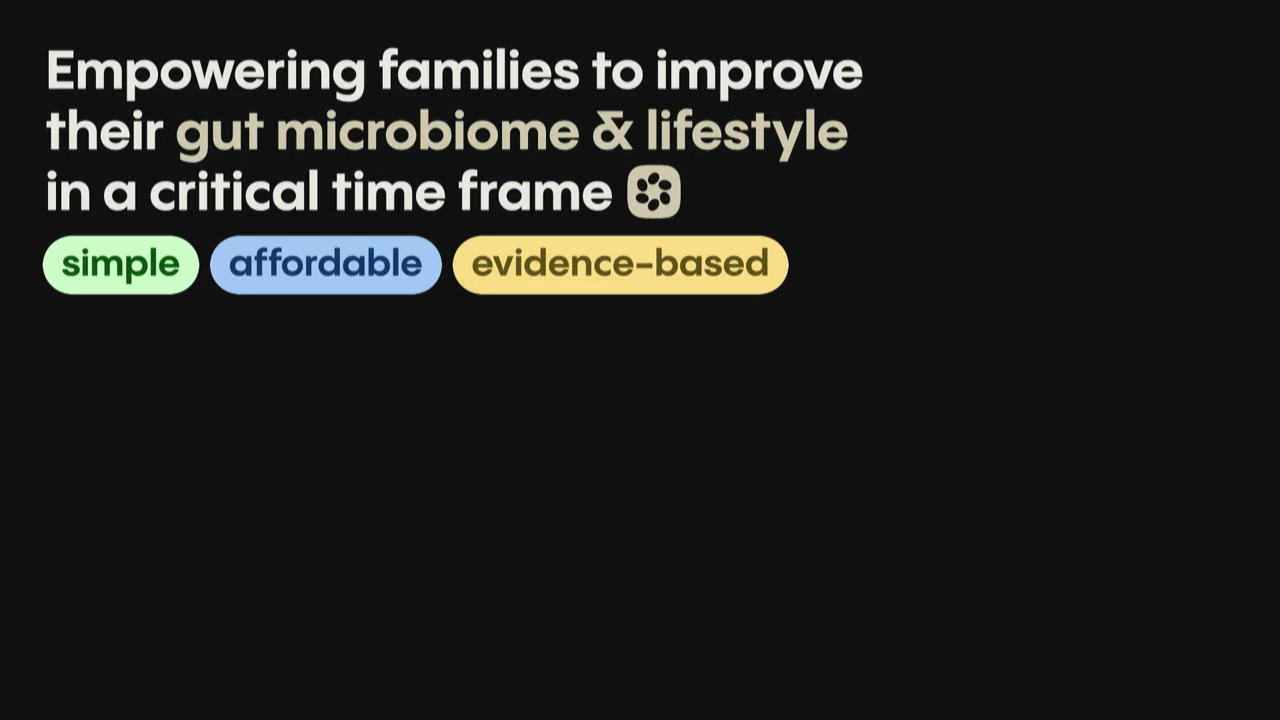 Empowering families to improve
their gut microbiome & lifestyle
in a critical time frame
simple affordable evidence-based